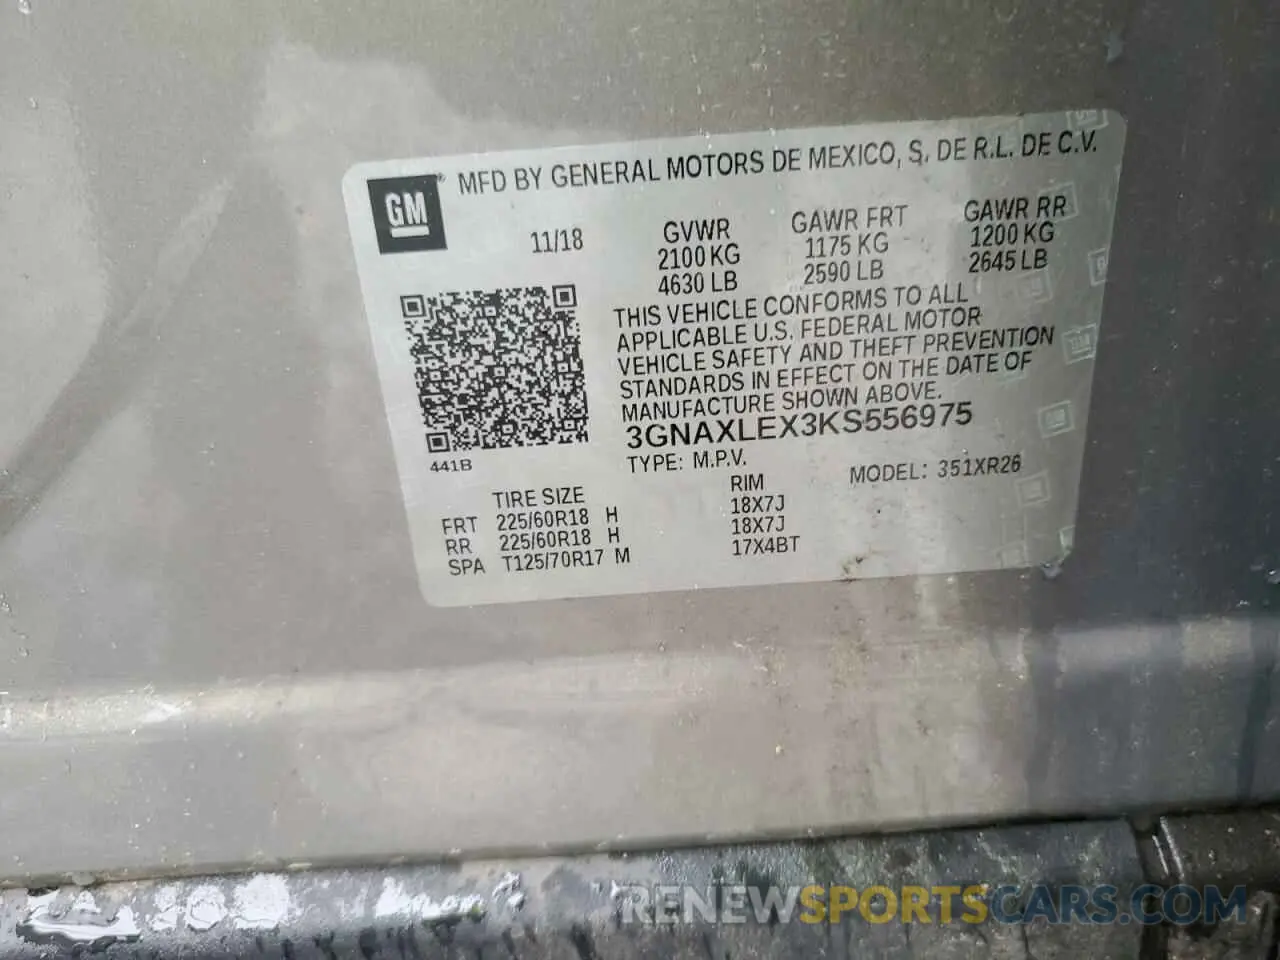 MFD BY GENERAL MOTORS DE MEXICO, S. DE R.L. DE C.V.
GM®
11/18
GVWR GAWR FRT GAWR RR
2100 KG 1175 KG 1200 KG
4630 LB 2590 LB 2645 LB
THIS VEHICLE CONFORMS TO ALL
APPLICABLE U.S. FEDERAL MOTOR
VEHICLE SAFETY AND THEFT PREVENTION
STANDARDS IN EFFECT ON THE DATE OF
MANUFACTURE SHOWN ABOVE.
3GNAXLEX3KS556975
441B
TYPE: M.P.V. MODEL: 351XR26
TIRE SIZE RIM
FRT 225/60R18 H 18X7J
RR 225/60R18 H 18X7J
SPA T125/70R17 M 17X4BT
RENEWSPORTSCARS.COM